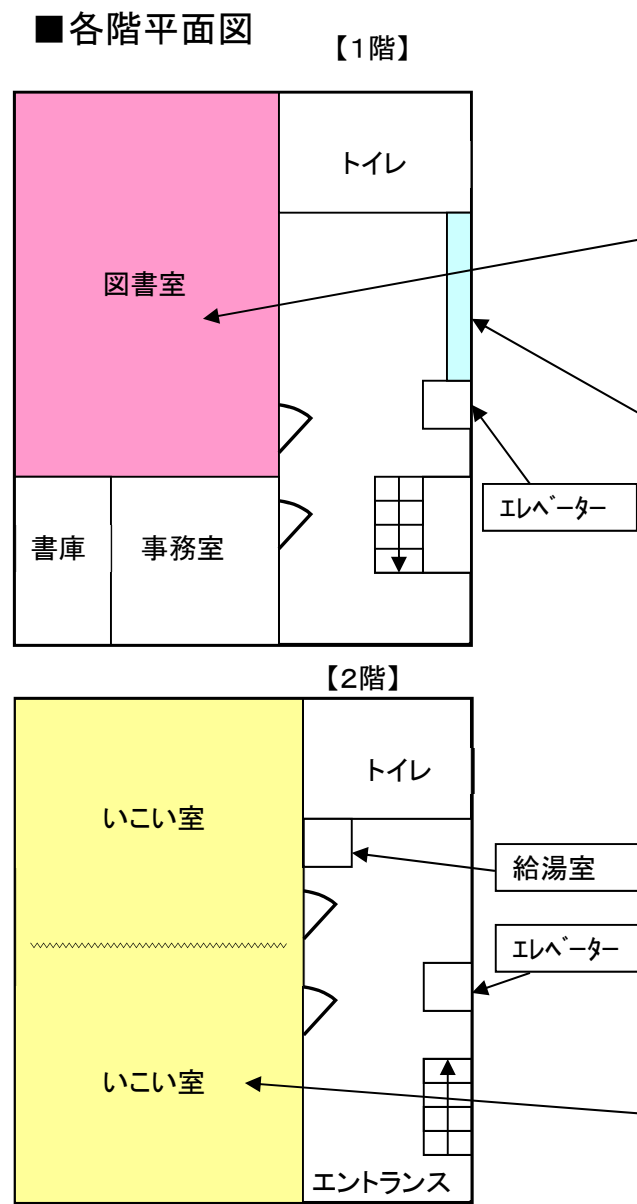 ■各階平面図
【1階】
トイレ
図書室
エレベーター
書庫
事務室
【2階】
トイレ
いこい室
給湯室
エレベーター
いこい室
エントランス